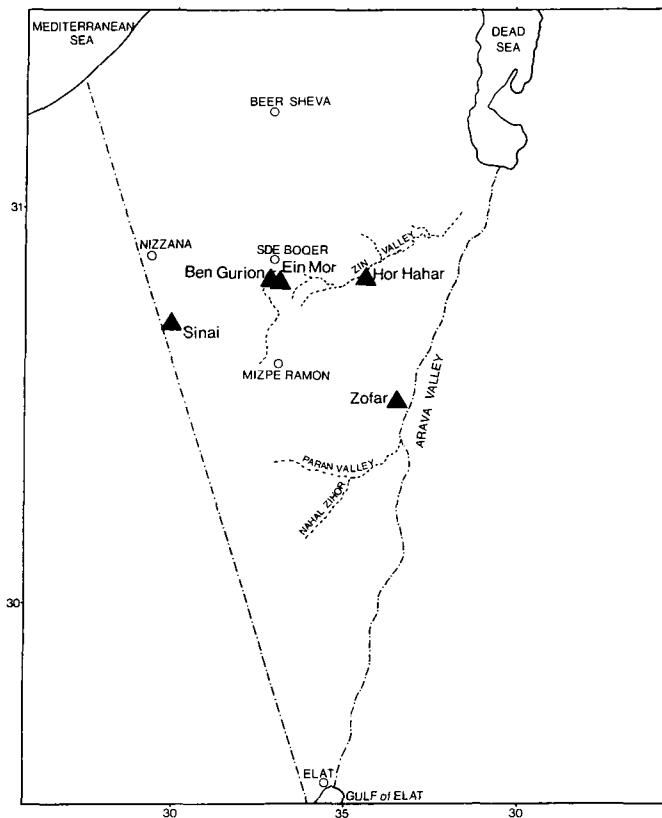 MEDITERRANEAN
SEA
DEAD
SEA
BEER SHEVA
31
NIZZANA
SDE BOQER
ZIN VALLEY
Ben Gurion
Ein Mor
Hor Hahar
Sinai
MIZPE RAMON
Zofar
ARAVA VALLEY
PARAN VALLEY
NAHAL ZIHOR
30
ELAT
GULF of ELAT
30
35
30